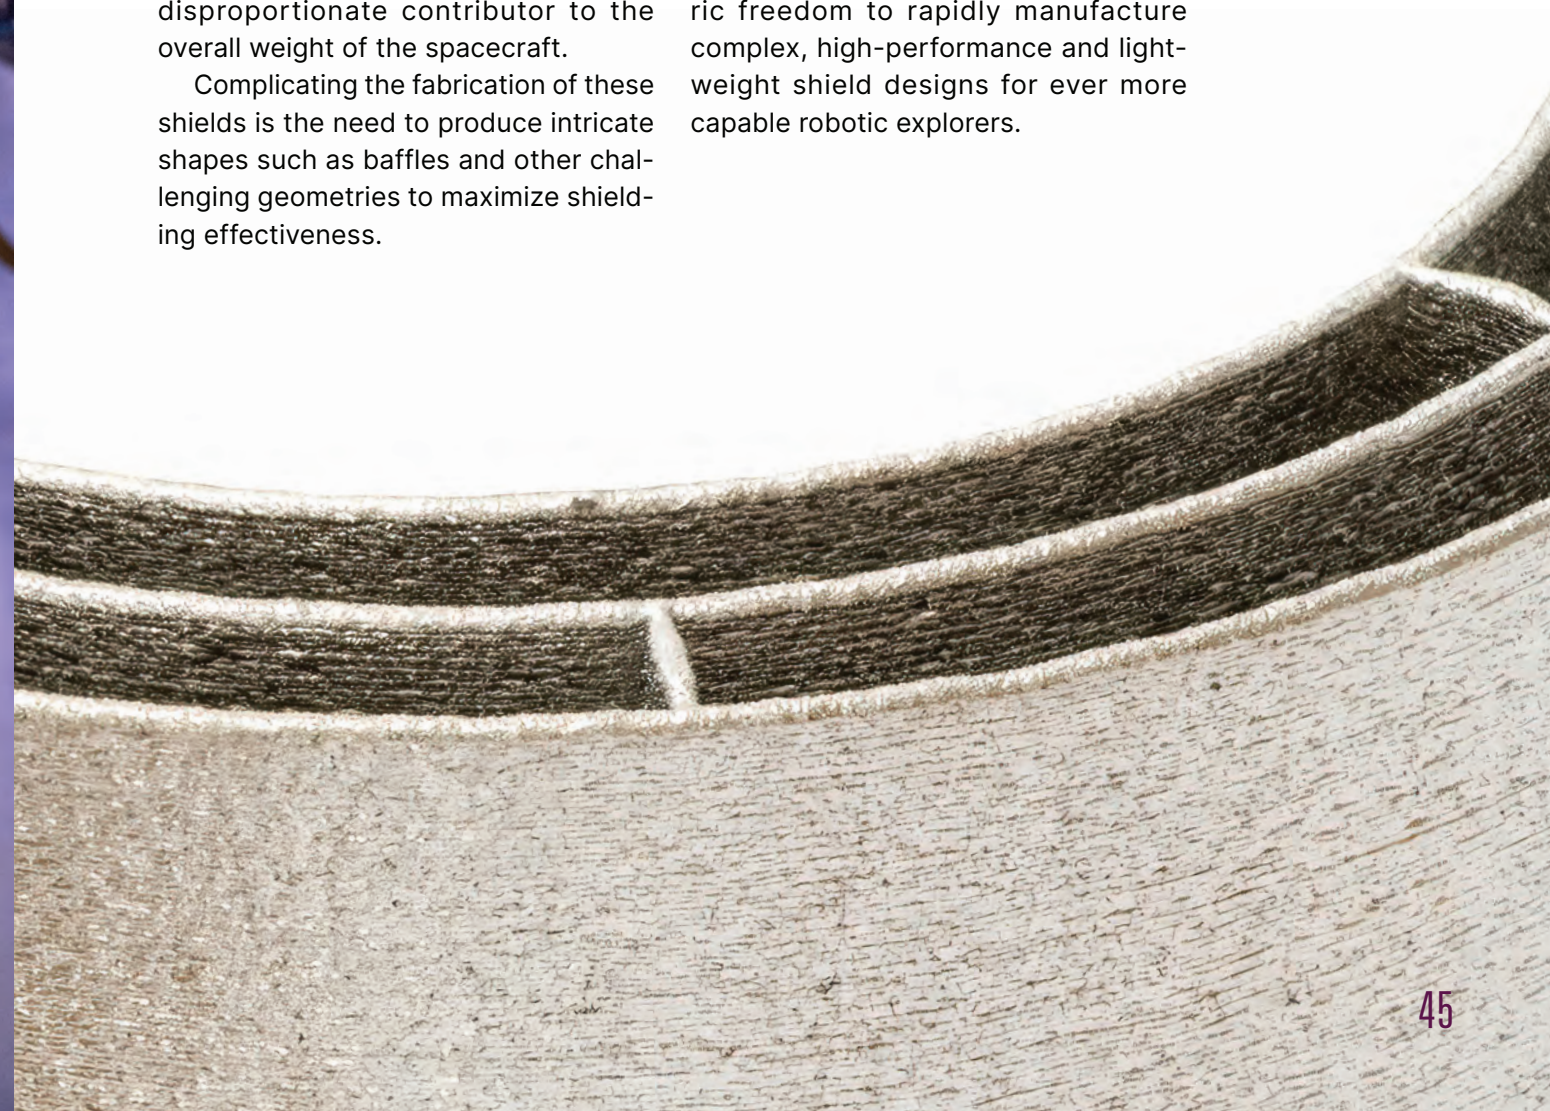 disproportionate contributor to the
overall weight of the spacecraft.
Complicating the fabrication of these
shields is the need to produce intricate
shapes such as baffles and other chal-
lenging geometries to maximize shield-
ing effectiveness.
ric freedom to rapidly manufacture
complex, high-performance and light-
weight shield designs for ever more
capable robotic explorers.
45